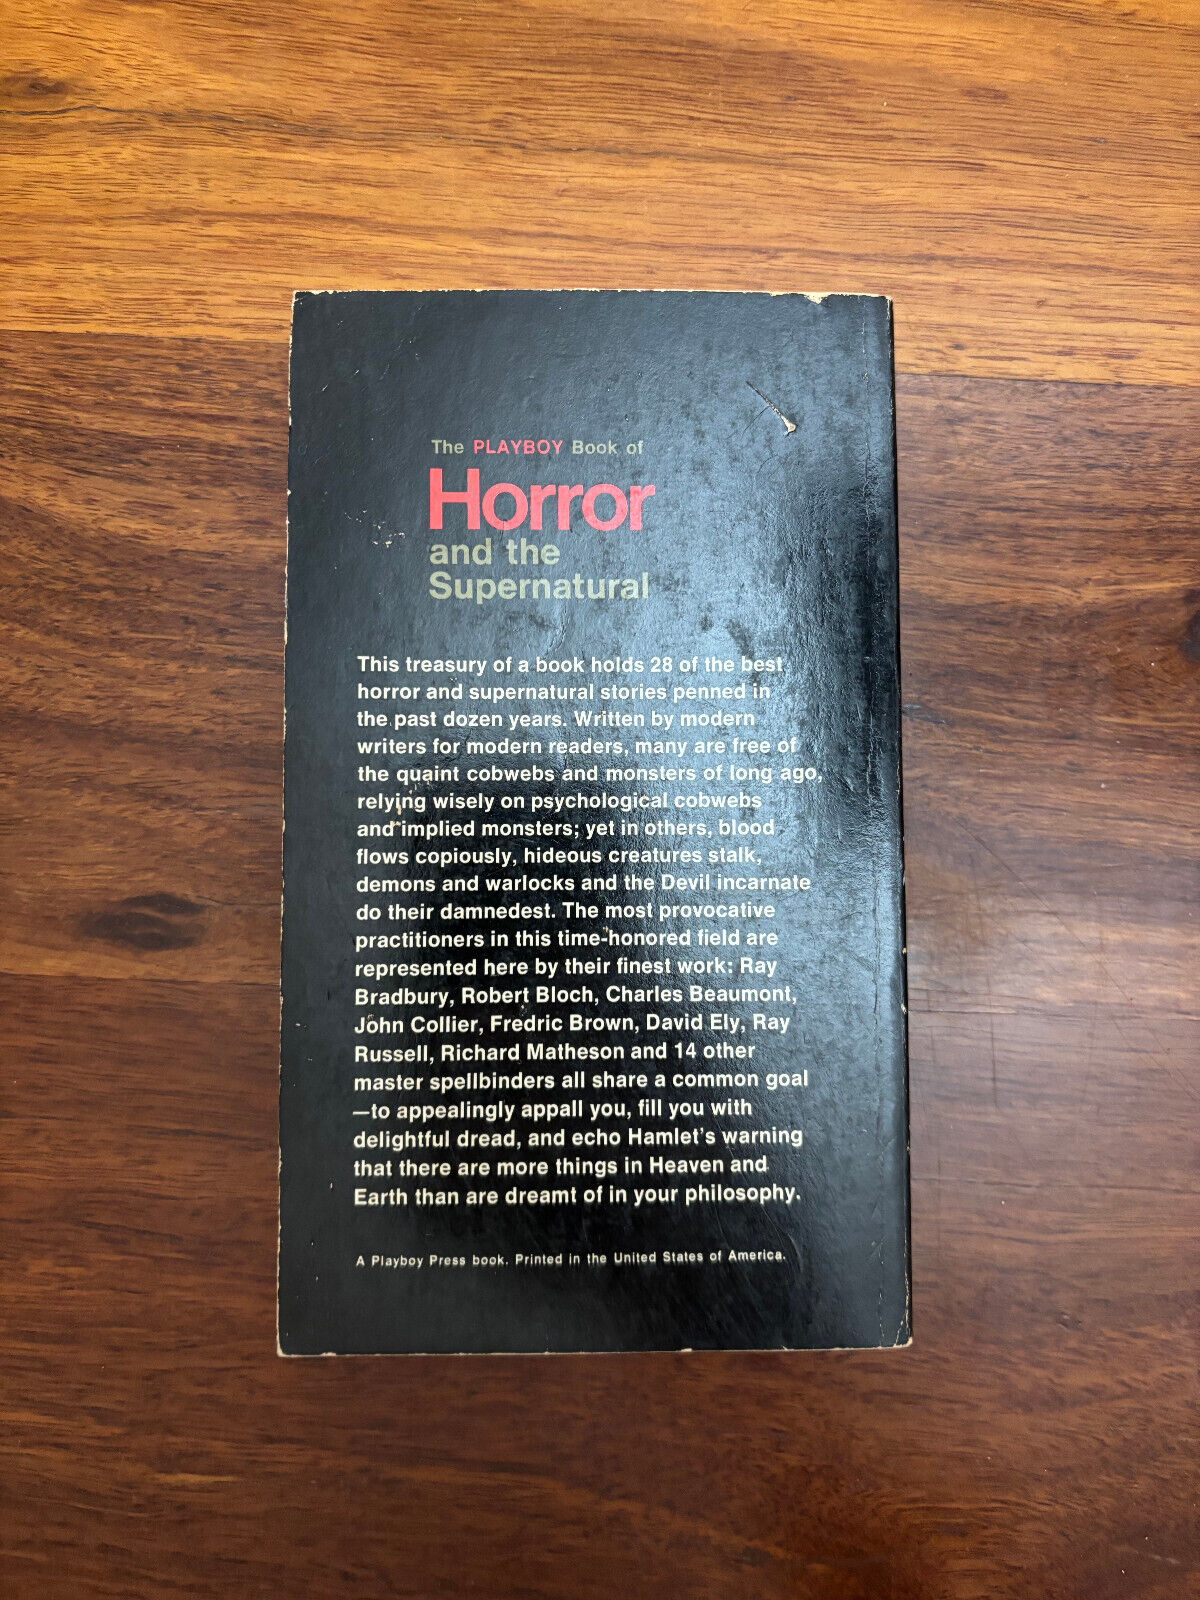 The PLAYBOY Book of
Horror
and the
Supernatural
This treasury of a book holds 28 of the best
horror and supernatural stories penned in
the past dozen years. Written by modern
writers for modern readers, many are free of
the quaint cobwebs and monsters of long ago,
relying wisely on psychological cobwebs
and implied monsters; yet in others, blood
flows copiously, hideous creatures stalk,
demons and warlocks and the Devil incarnate
do their damnedest. The most provocative
practitioners in this time-honored field are
represented here by their finest work: Ray
Bradbury, Robert Bloch, Charles Beaumont,
John Collier, Fredric Brown, David Ely, Ray
Russell, Richard Matheson and 14 other
master spellbinders all share a common goal
—to appealingly appall you, fill you with
delightful dread, and echo Hamlet's warning
that there are more things in Heaven and
Earth than are dreamt of in your philosophy.
A Playboy Press book. Printed in the United States of America.